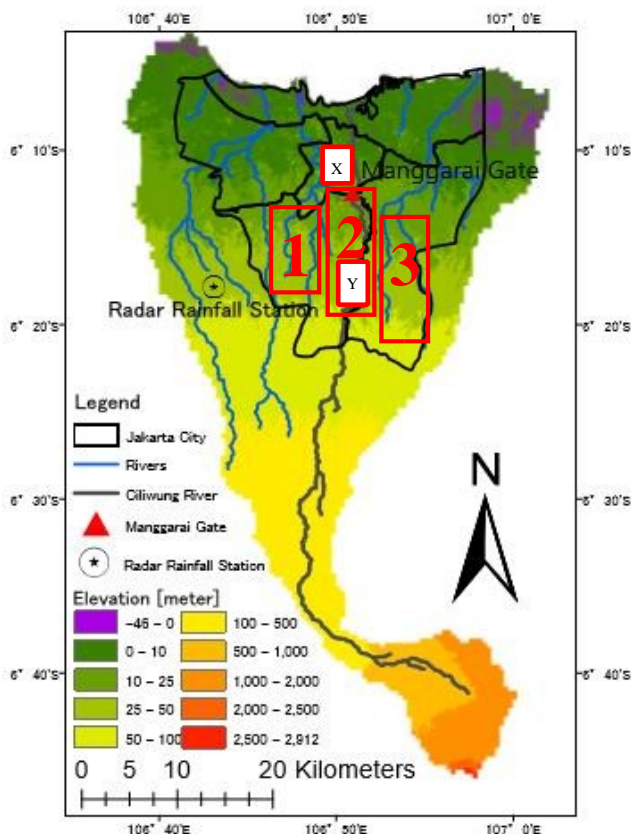 106° 40'E 106° 50'E 107° 0'E
6° 10'S 6° 10'S
X
Manggarai Gate
1
2
3
Y
Radar Rainfall Station
6° 20'S 6° 20'S
Legend
Jakarta City
Rivers
Ciliwung River
Manggarai Gate
Radar Rainfall Station
N
6° 30'S 6° 30'S
Elevation [meter]
-46 - 0 100 - 500
0 - 10 500 - 1,000
10 - 25 1,000 - 2,000
25 - 50 2,000 - 2,500
50 - 100 2,500 - 2,912
6° 40'S 6° 40'S
0 5 10 20 Kilometers
106° 40'E 106° 50'E 107° 0'E